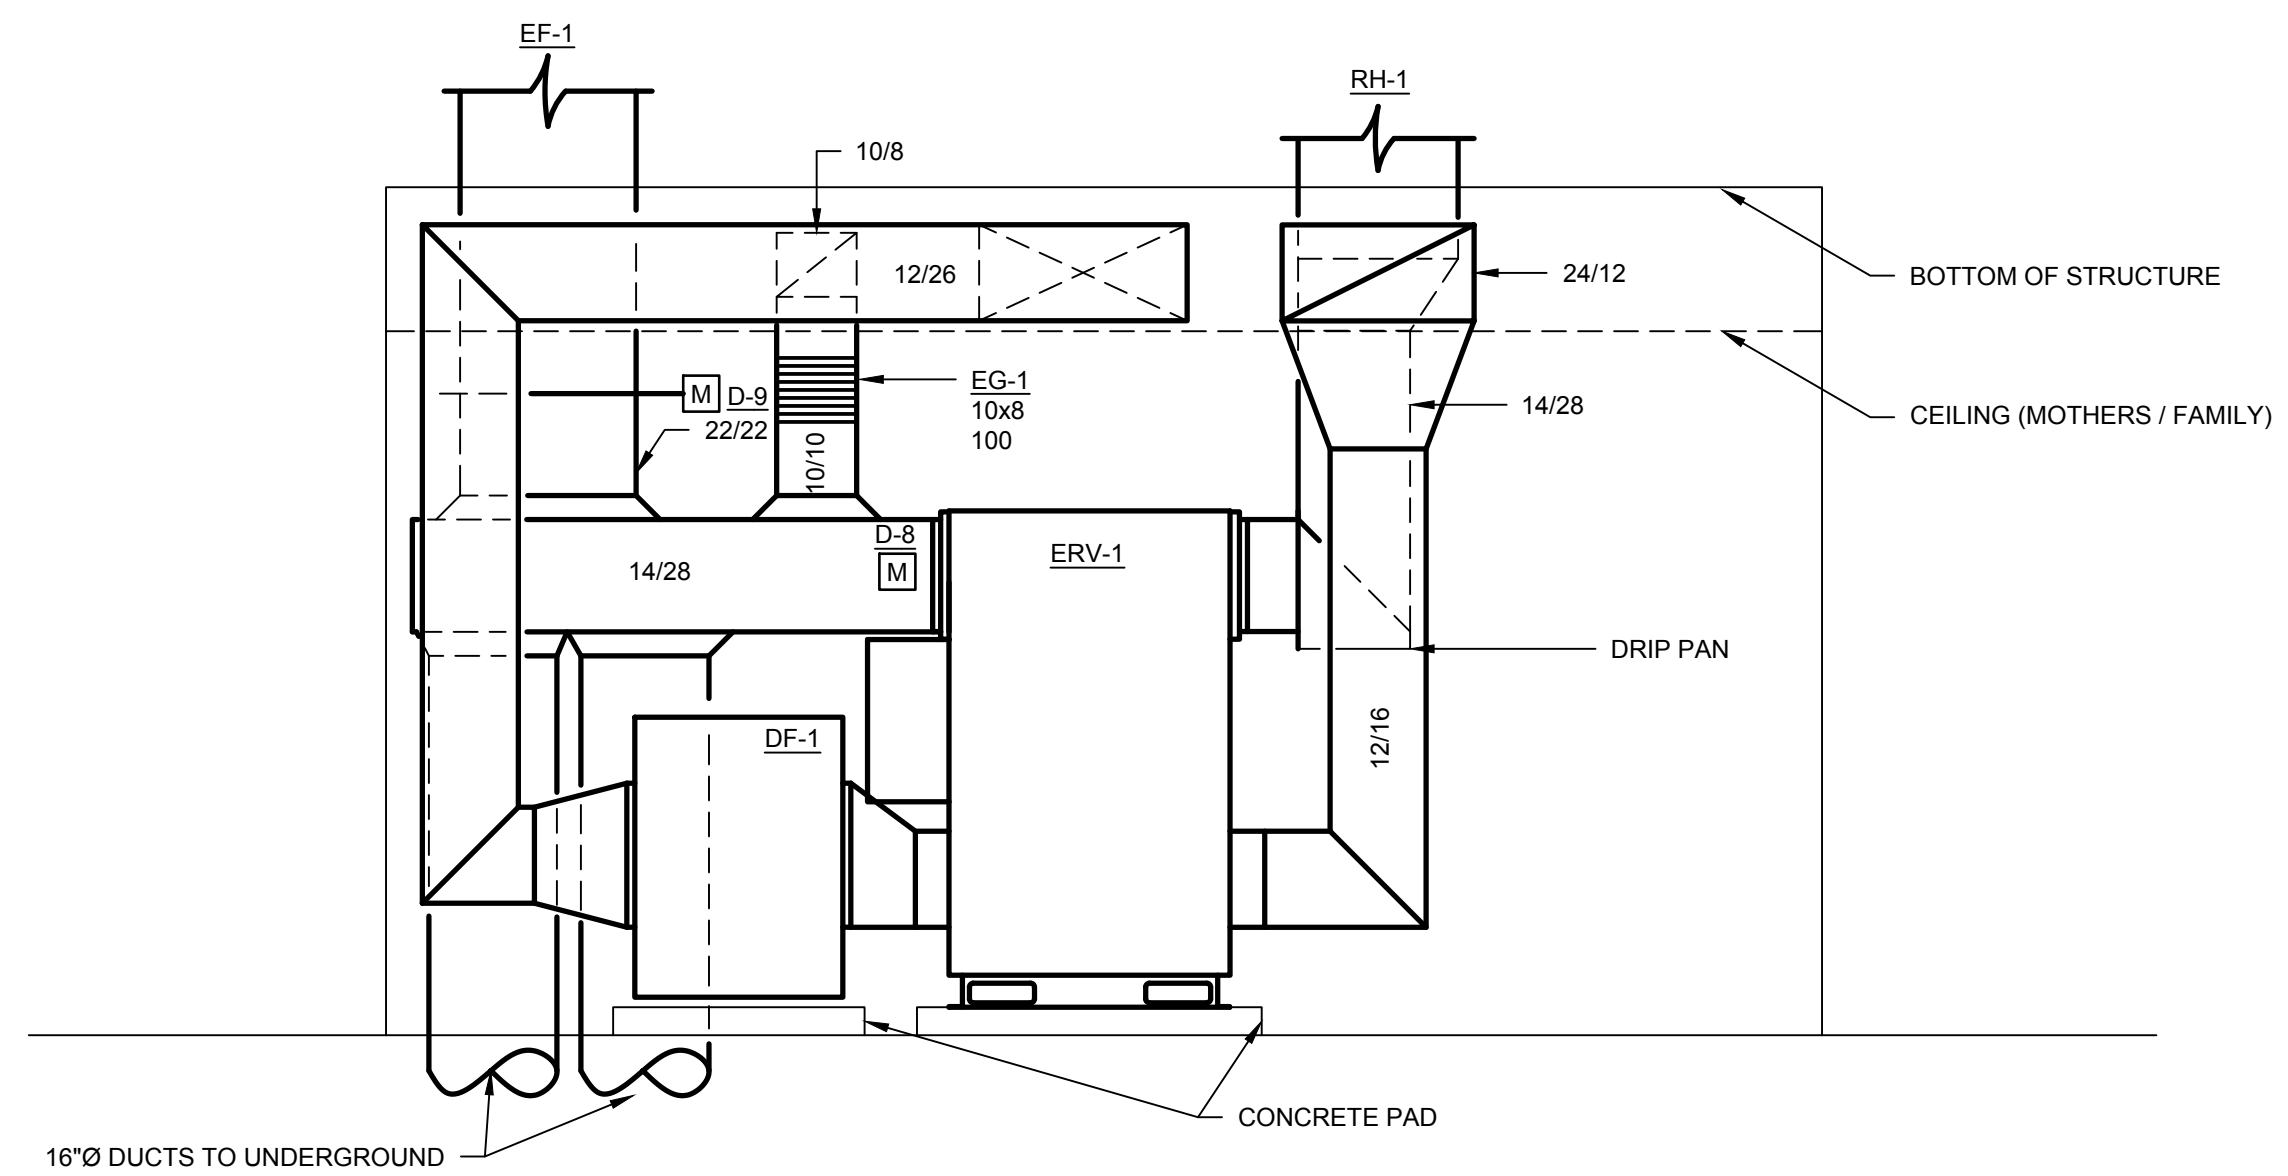 EF-1
RH-1
10/8
12/26
24/12
BOTTOM OF STRUCTURE
M
D-9
22/22
EG-1
10x8
100
14/28
CEILING (MOTHERS / FAMILY)
10/10
D-8
M
14/28
ERV-1
DRIP PAN
DF-1
12/16
CONCRETE PAD
16"Ø DUCTS TO UNDERGROUND